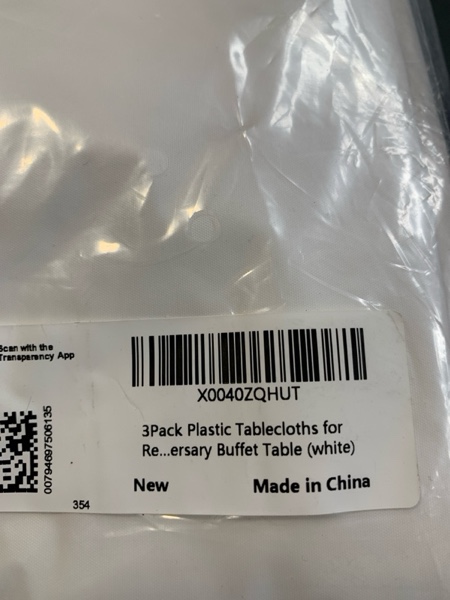 Scan with the
Transparency App
00794697506135
354
X0040ZQHUT
3Pack Plastic Tablecloths for
Re...ersary Buffet Table (white)
New
Made in China